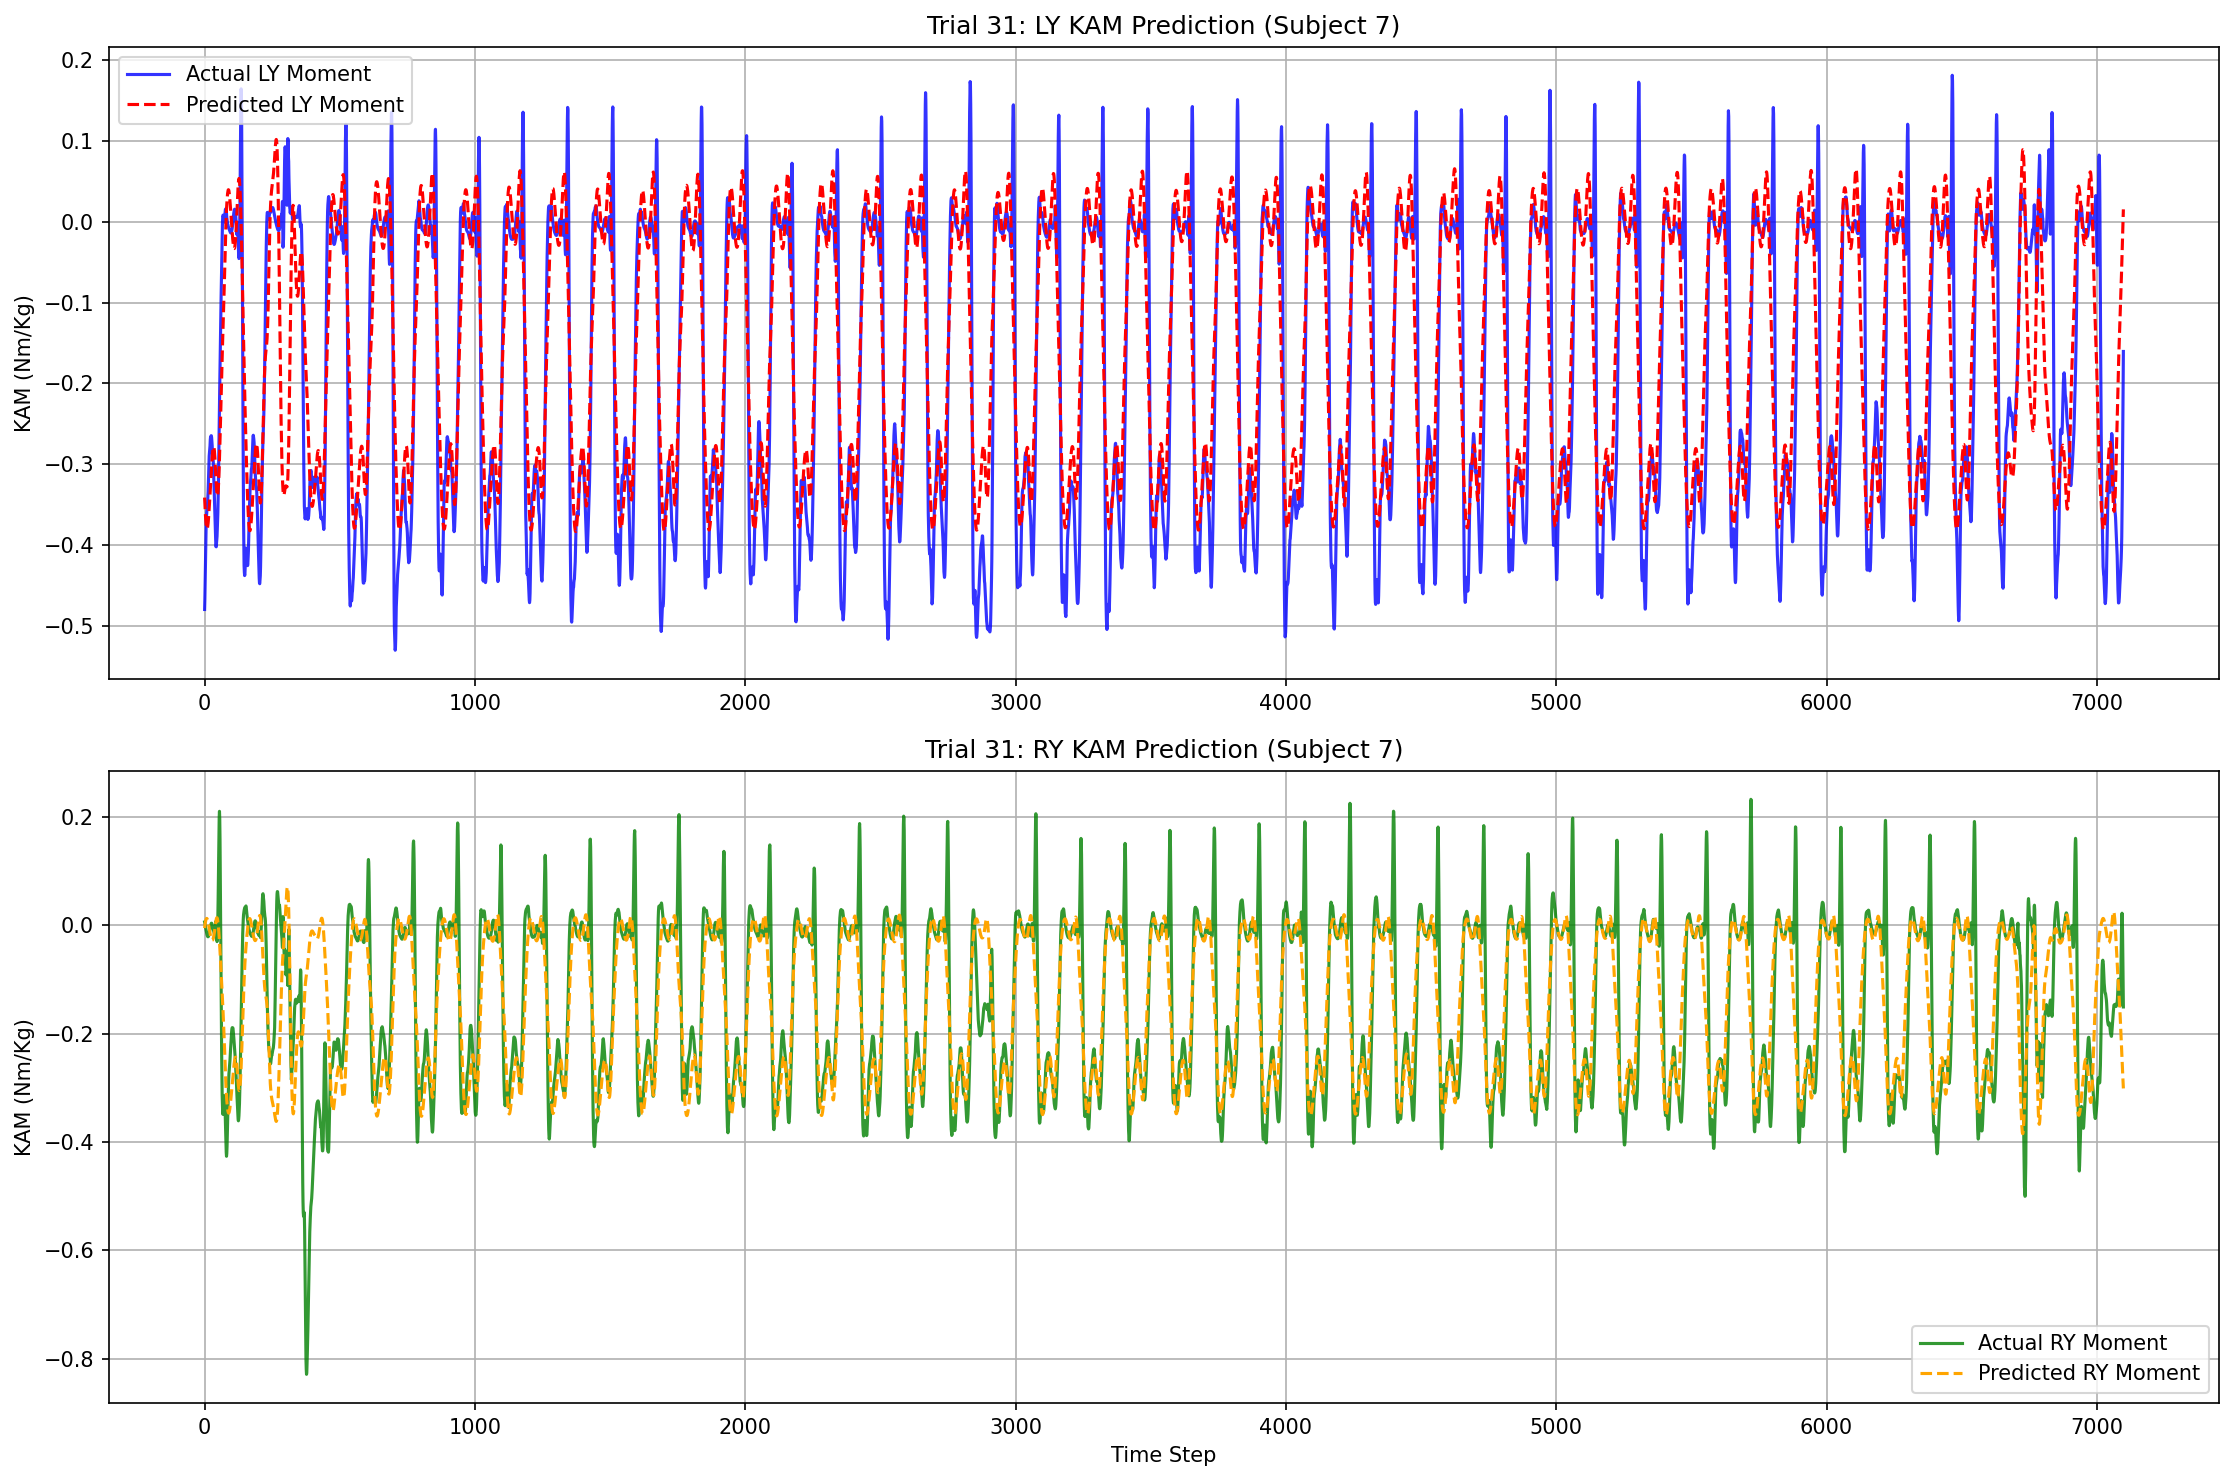 Trial 31: LY KAM Prediction (Subject 7)
Actual LY Moment
Predicted LY Moment
KAM (Nm/Kg)
0.2
0.1
0.0
−0.1
−0.2
−0.3
−0.4
−0.5
0 1000 2000 3000 4000 5000 6000 7000
Trial 31: RY KAM Prediction (Subject 7)
KAM (Nm/Kg)
0.2
0.0
−0.2
−0.4
−0.6
−0.8
Actual RY Moment
Predicted RY Moment
0 1000 2000 3000 4000 5000 6000 7000
Time Step